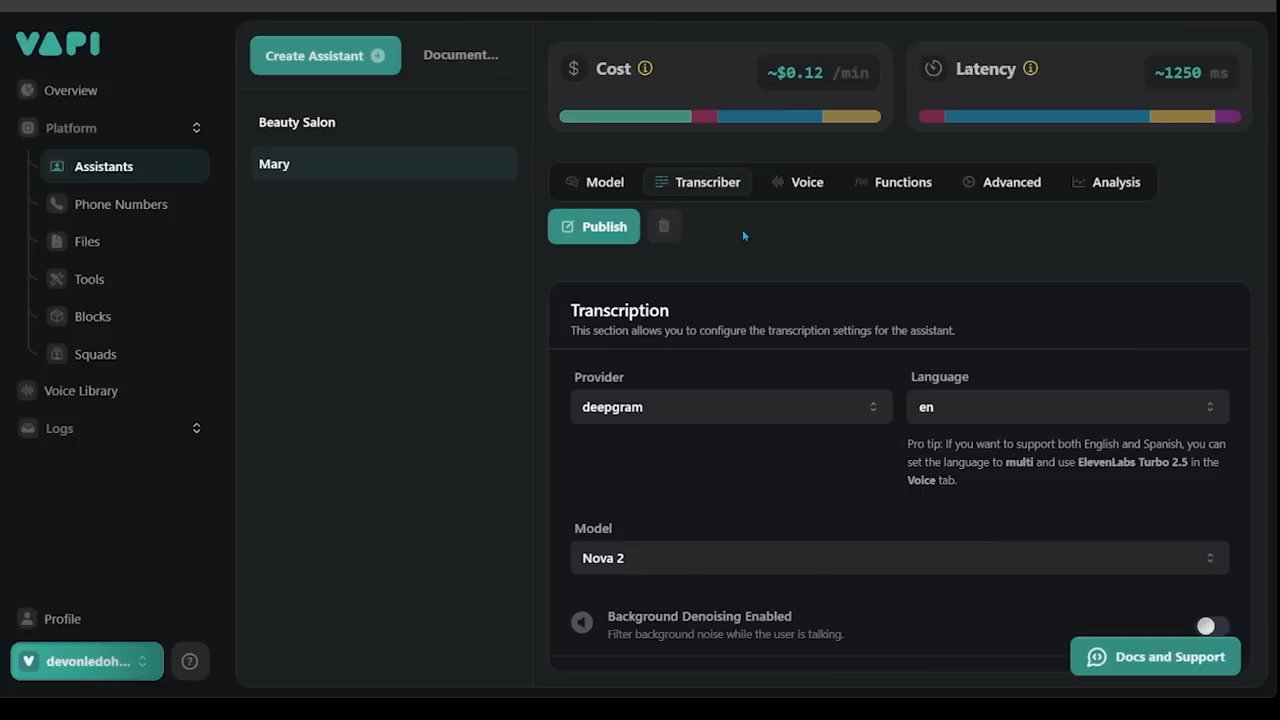 VAPI
Overview
Platform
Assistants
Phone Numbers
Files
Tools
Blocks
Squads
Voice Library
Logs
Profile
V devonledoh...
?
Create Assistant
Document...
Beauty Salon
Mary
$ Cost
~$0.12 /min
Latency
~1250 ms
Model
Transcriber
Voice
Functions
Advanced
Analysis
Publish
Transcription
This section allows you to configure the transcription settings for the assistant.
Provider
deepgram
Language
en
Pro tip: If you want to support both English and Spanish, you can
set the language to multi and use ElevenLabs Turbo 2.5 in the
Voice tab.
Model
Nova 2
Background Denoising Enabled
Filter background noise while the user is talking.
Docs and Support